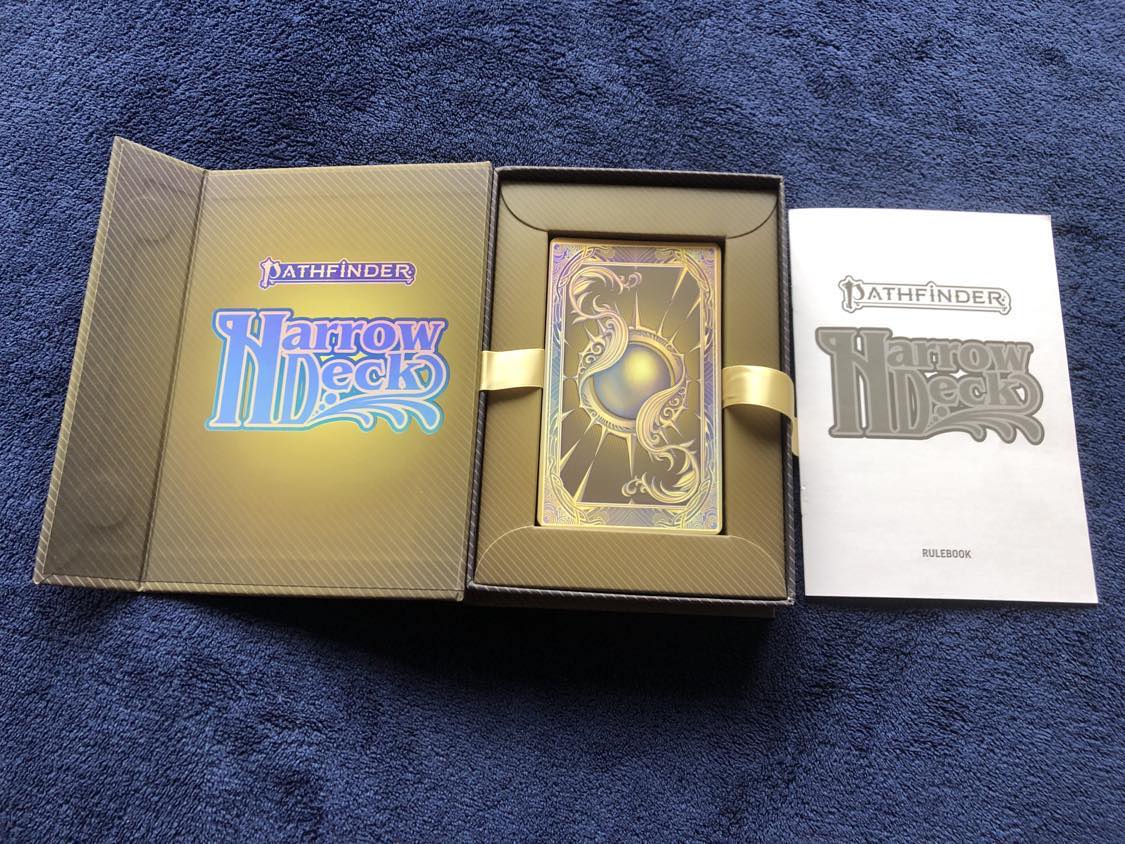 PATHFINDER
Harrow
Deck
PATHFINDER
Harrow
Deck
RULEBOOK